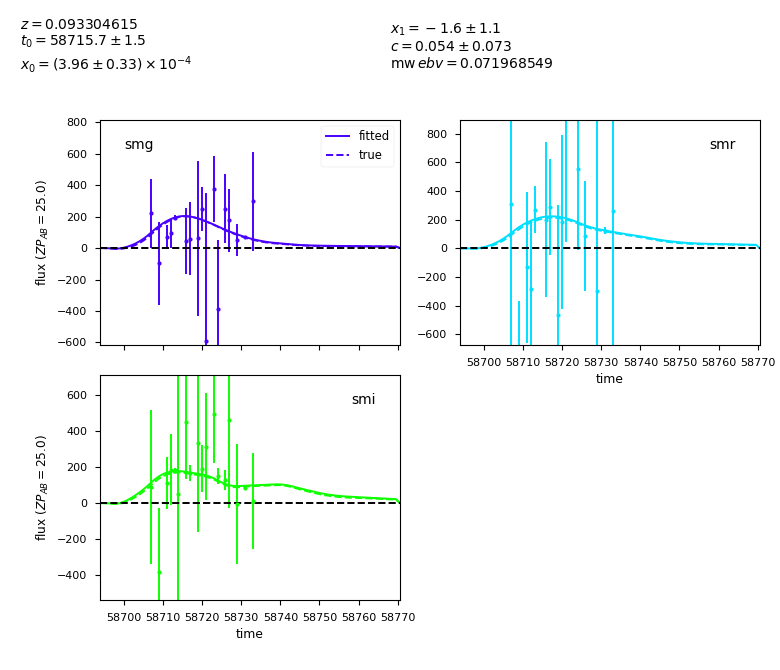 z = 0.093304615
t₀ = 58715.7 ± 1.5
x₀ = (3.96 ± 0.33) × 10⁻⁴
x₁ = −1.6 ± 1.1
c = 0.054 ± 0.073
mw ebv = 0.071968549
smg
fitted
true
800
600
400
200
0
−200
−400
−600
flux (ZP_AB = 25.0)
smr
800
600
400
200
0
−200
−400
−600
58700 58710 58720 58730 58740 58750 58760 58770
time
smi
600
400
200
0
−200
−400
flux (ZP_AB = 25.0)
58700 58710 58720 58730 58740 58750 58760 58770
time